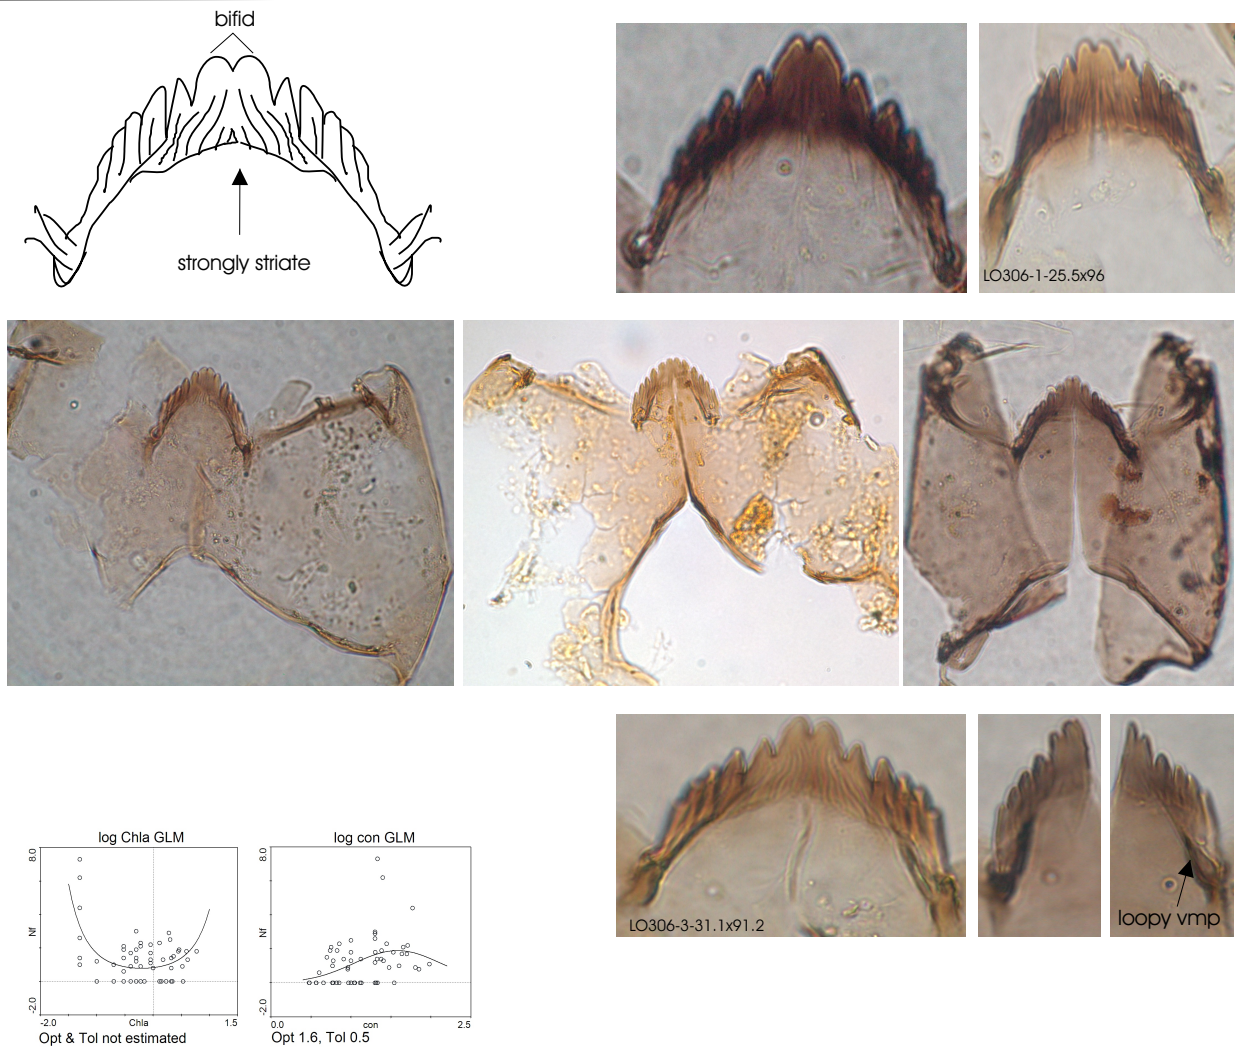 bifid
strongly striate
LO306-1-25.5x96
LO306-3-31.1x91.2
loopy vmp
log Chla GLM
8.0
Nf
-2.0
-2.0
Chla
1.5
Opt & Tol not estimated
log con GLM
8.0
Nf
-2.0
0.0
con
2.5
Opt 1.6, Tol 0.5